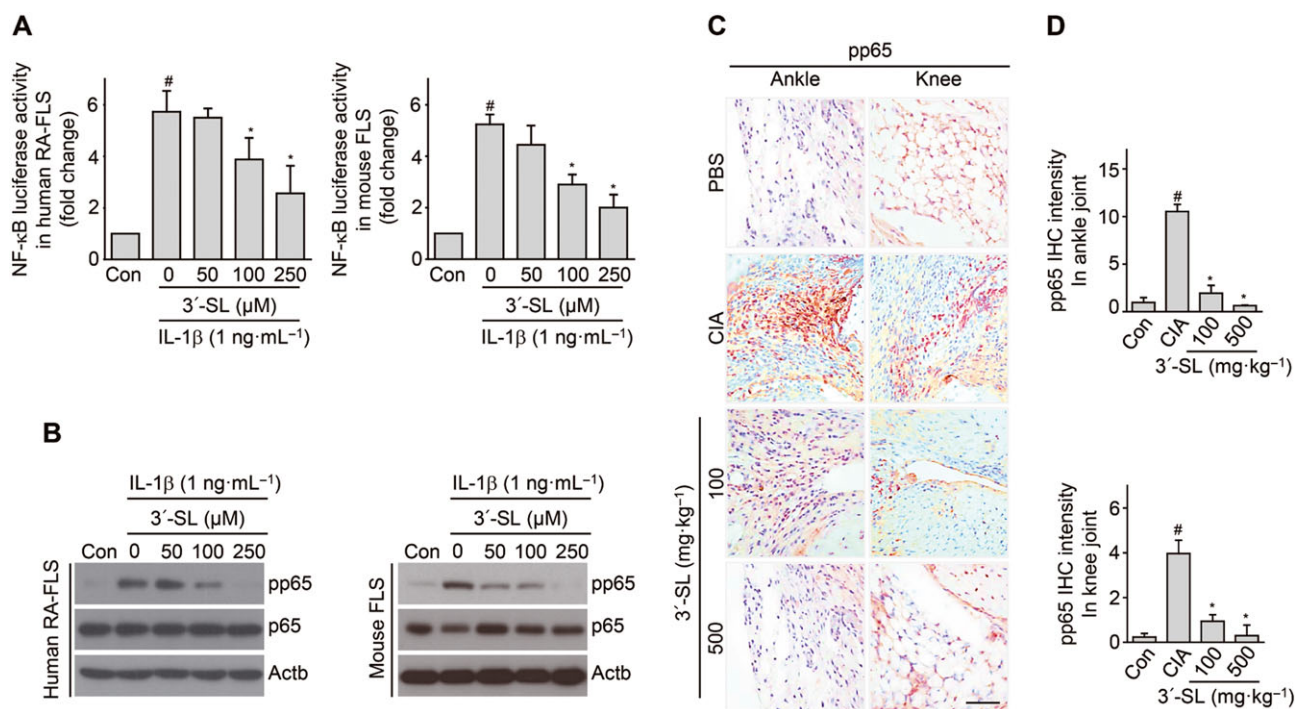 A
NF-κB luciferase activity
in human RA-FLS
(fold change)
6
4
2
0
#
*
*
Con
0
50
100
250
3´-SL (µM)
IL-1β (1 ng·mL⁻¹)
NF-κB luciferase activity
in mouse FLS
(fold change)
6
4
2
0
#
*
*
Con
0
50
100
250
3´-SL (µM)
IL-1β (1 ng·mL⁻¹)
B
Human RA-FLS
IL-1β (1 ng·mL⁻¹)
3´-SL (µM)
Con 0 50 100 250
pp65
p65
Actb
Mouse FLS
IL-1β (1 ng·mL⁻¹)
3´-SL (µM)
Con 0 50 100 250
pp65
p65
Actb
C
pp65
Ankle Knee
PBS
CIA
100
500
3´-SL (mg·kg⁻¹)
D
pp65 IHC intensity
In ankle joint
15
10
5
0
#
*
*
Con
CIA
100
500
3´-SL (mg·kg⁻¹)
pp65 IHC intensity
In knee joint
6
4
2
0
#
*
*
Con
CIA
100
500
3´-SL (mg·kg⁻¹)